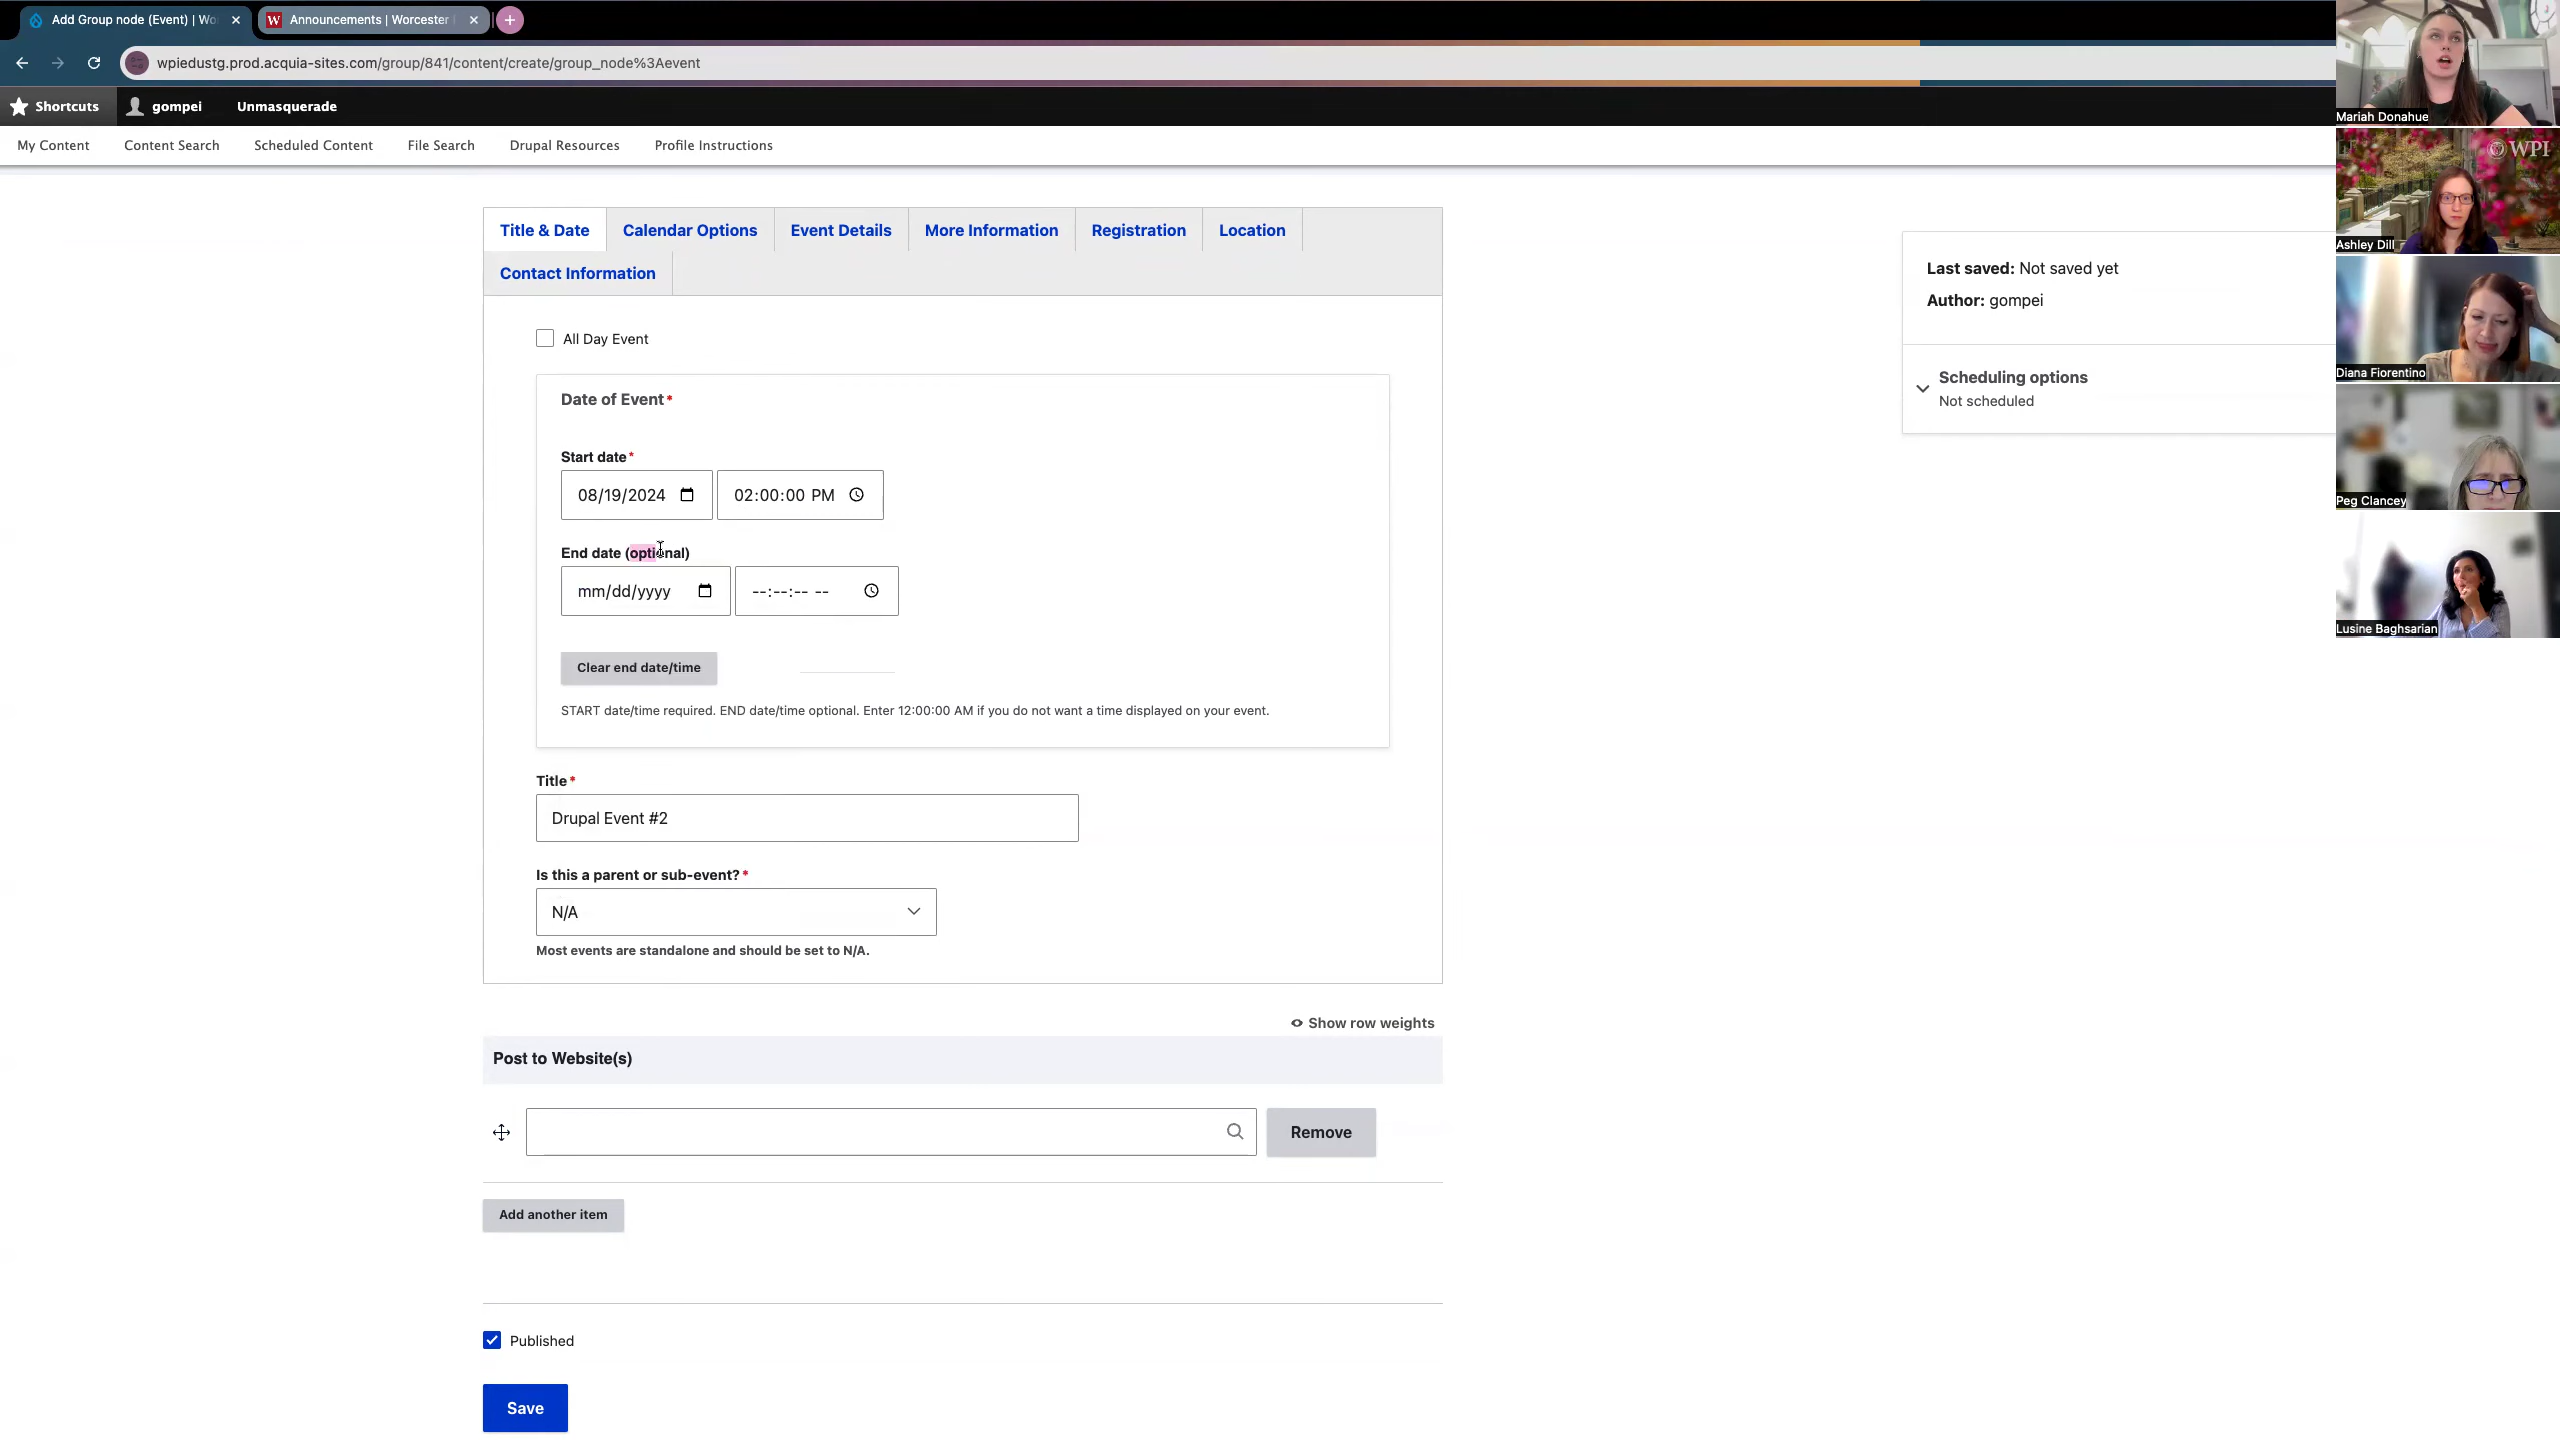 Add Group node (Event) | Wo
Announcements | Worcester
wpiedustg.prod.acquia-sites.com/group/841/content/create/group_node%3Aevent
Shortcuts gompei Unmasquerade
My Content Content Search Scheduled Content File Search Drupal Resources Profile Instructions
Title & Date Calendar Options Event Details More Information Registration Location
Contact Information
All Day Event
Date of Event*
Start date*
08/19/2024 02:00:00 PM
End date (optional)
mm/dd/yyyy --:--:-- --
Clear end date/time
START date/time required. END date/time optional. Enter 12:00:00 AM if you do not want a time displayed on your event.
Title*
Drupal Event #2
Is this a parent or sub-event?*
N/A
Most events are standalone and should be set to N/A.
Show row weights
Post to Website(s)
Remove
Add another item
Published
Save
Last saved: Not saved yet
Author: gompei
Scheduling options
Not scheduled
Mariah Donahue
WPI
Ashley Dill
Diana Fiorentino
Peg Clancey
Lusine Baghsarian